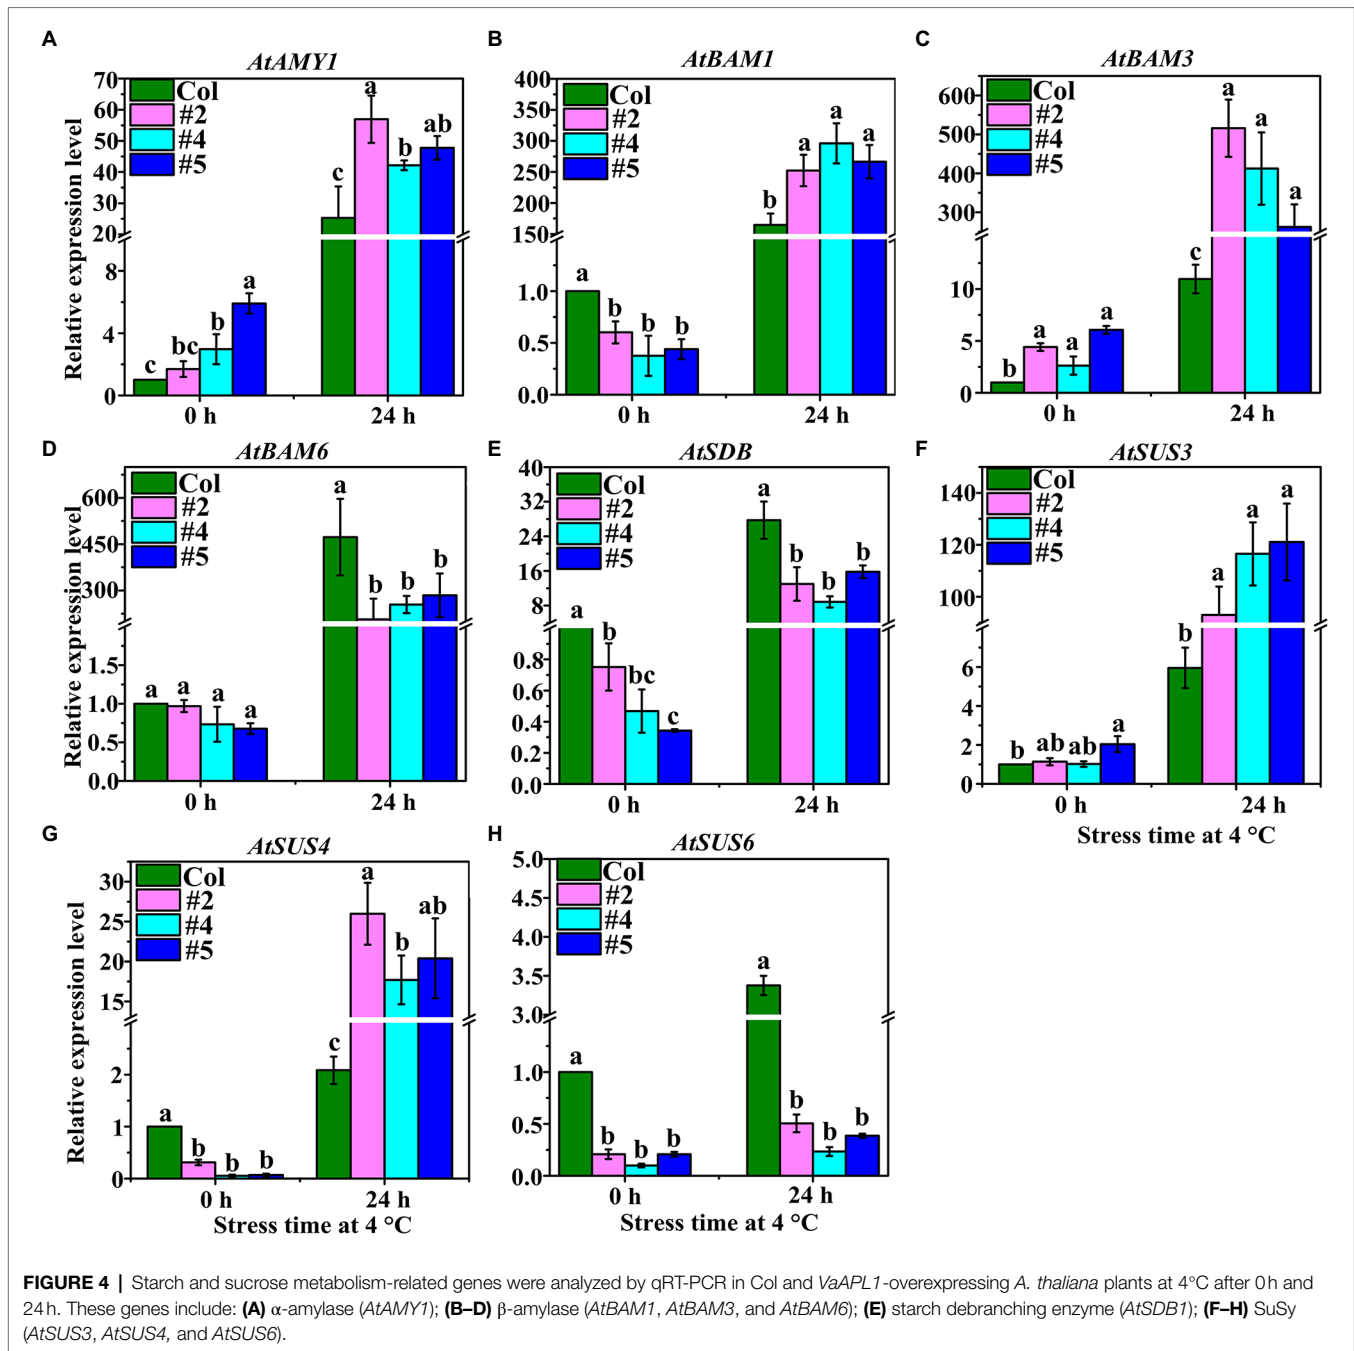 A
AtAMY1
Relative expression level
70
60
50
40
30
20
8
4
0
Col
#2
#4
#5
c
bc
b
a
c
a
b
ab
0 h
24 h
B
AtBAM1
400
350
300
250
200
150
1.0
0.5
0.0
Col
#2
#4
#5
a
b
b
b
b
a
a
a
0 h
24 h
C
AtBAM3
600
500
400
300
10
5
0
Col
#2
#4
#5
b
a
a
a
c
a
a
a
0 h
24 h
D
AtBAM6
Relative expression level
600
450
300
1.5
1.0
0.5
0.0
Col
#2
#4
#5
a
a
a
a
a
b
b
b
0 h
24 h
E
AtSDB
40
32
24
16
8
0.8
0.6
0.4
0.2
0.0
Col
#2
#4
#5
a
b
bc
c
a
b
b
b
0 h
24 h
F
AtSUS3
140
120
100
6
4
2
0
Col
#2
#4
#5
b
ab
ab
a
b
a
a
a
0 h
24 h
Stress time at 4 °C
G
AtSUS4
Relative expression level
30
25
20
15
2
1
0
Col
#2
#4
#5
a
b
b
b
c
a
b
ab
0 h
24 h
Stress time at 4 °C
H
AtSUS6
5.0
4.5
4.0
3.5
3.0
1.0
0.5
0.0
Col
#2
#4
#5
a
b
b
b
a
b
b
b
0 h
24 h
Stress time at 4 °C
FIGURE 4 | Starch and sucrose metabolism-related genes were analyzed by qRT-PCR in Col and VaAPL1-overexpressing A. thaliana plants at 4°C after 0 h and
24 h. These genes include: (A) α-amylase (AtAMY1); (B–D) β-amylase (AtBAM1, AtBAM3, and AtBAM6); (E) starch debranching enzyme (AtSDB1); (F–H) SuSy
(AtSUS3, AtSUS4, and AtSUS6).